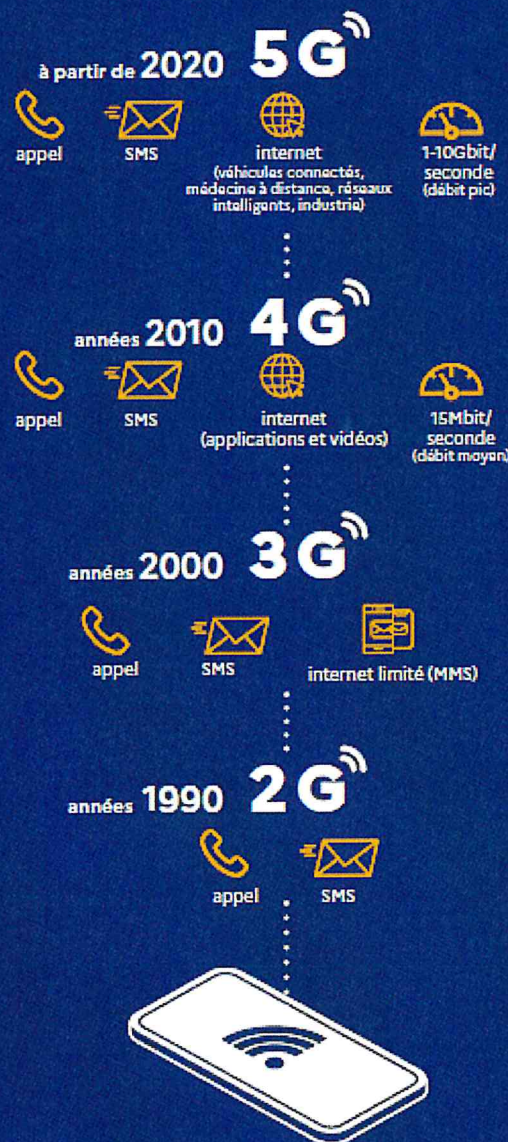 à partir de 2020 5G
appel
SMS
internet
(véhicules connectés,
médecine à distance, réseaux
intelligents, industrie)
1-10Gbit/
seconde
(débit pic)
années 2010 4G
appel
SMS
internet
(applications et vidéos)
15Mbit/
seconde
(débit moyen)
années 2000 3G
appel
SMS
internet limité (MMS)
années 1990 2G
appel
SMS